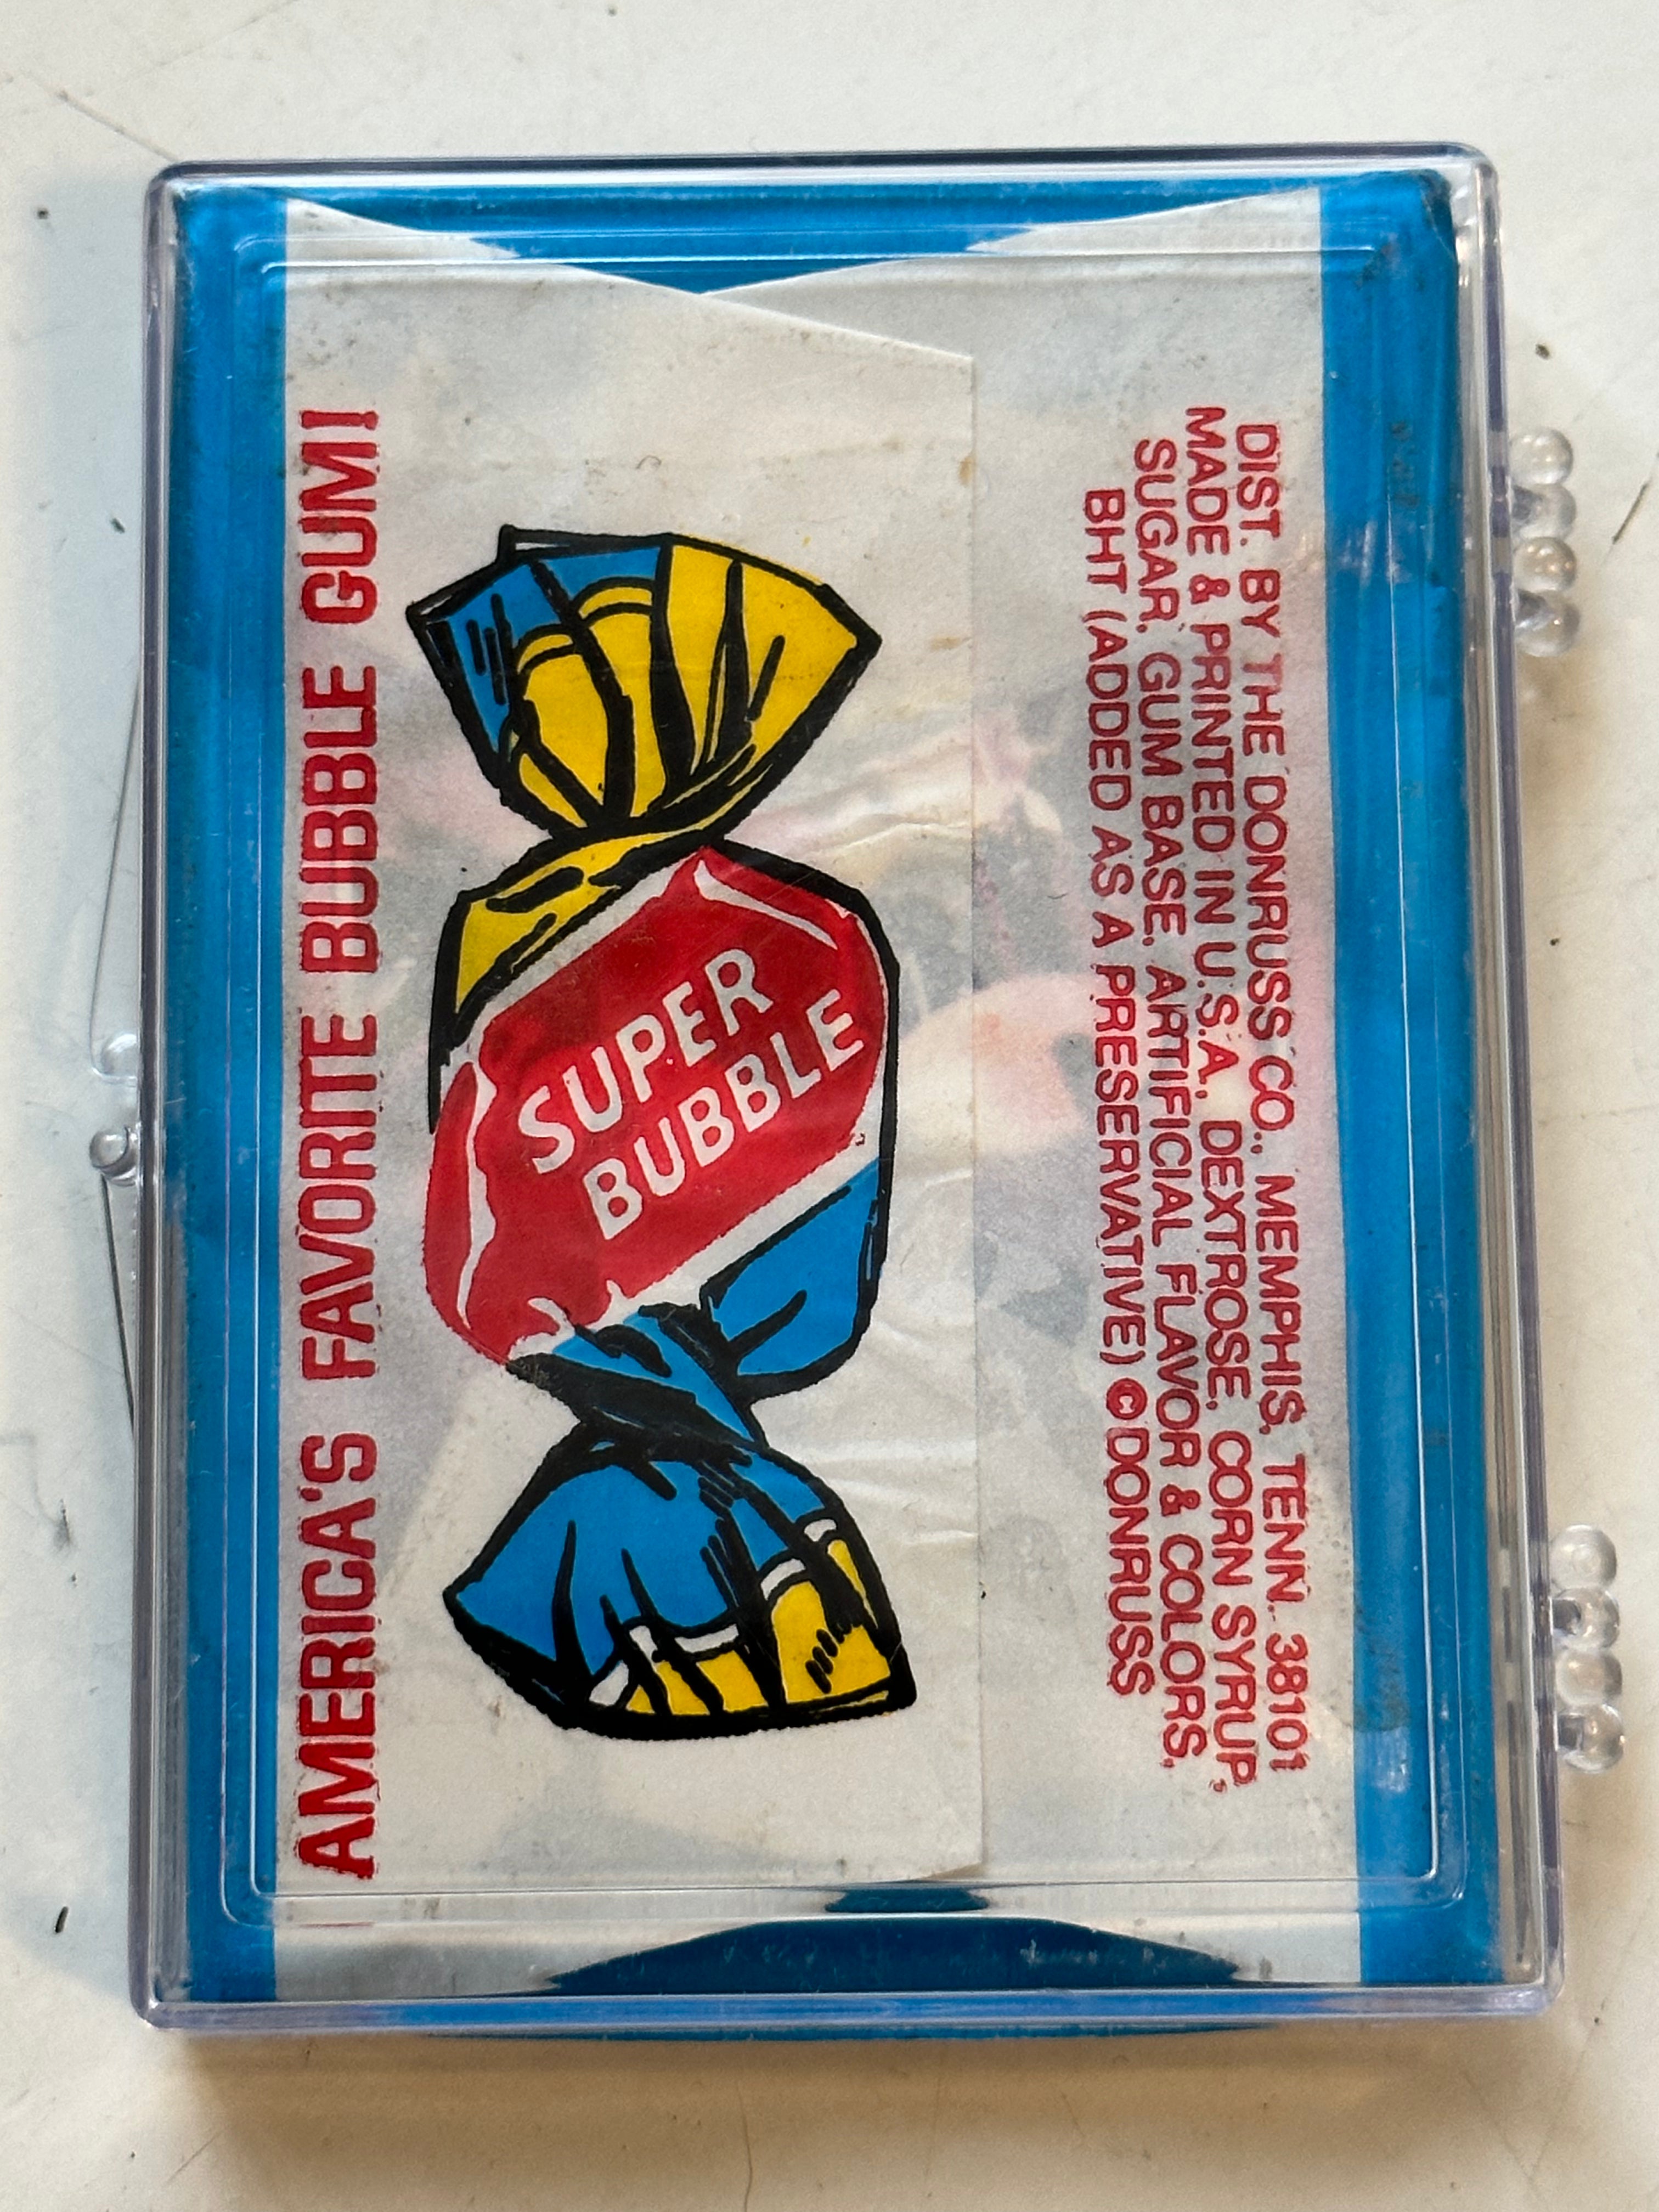 AMERICA'S FAVORITE BUBBLE GUM!
SUPER
BUBBLE
DIST. BY THE DONRUSS CO., MEMPHIS, TENN. 38101
MADE & PRINTED IN U.S.A. DEXTROSE, CORN SYRUP,
SUGAR, GUM BASE, ARTIFICIAL FLAVOR & COLORS,
BHT (ADDED AS A PRESERVATIVE) © DONRUSS